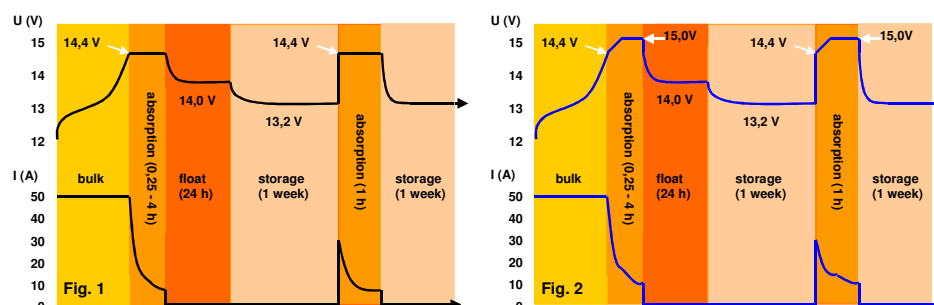 U (V)
15
14
13
12
I (A)
50
40
30
20
10
0
14,4 V
14,4 V
14,0 V
13,2 V
bulk
absorption (0,25 - 4 h)
float
(24 h)
storage
(1 week)
absorption (1 h)
storage
(1 week)
Fig. 1
U (V)
15
14
13
12
I (A)
50
40
30
20
10
0
14,4 V
15,0V
14,4 V
15,0V
14,0 V
13,2 V
bulk
absorption (0,25 - 4 h)
float
(24 h)
storage
(1 week)
absorption (1 h)
storage
(1 week)
Fig. 2